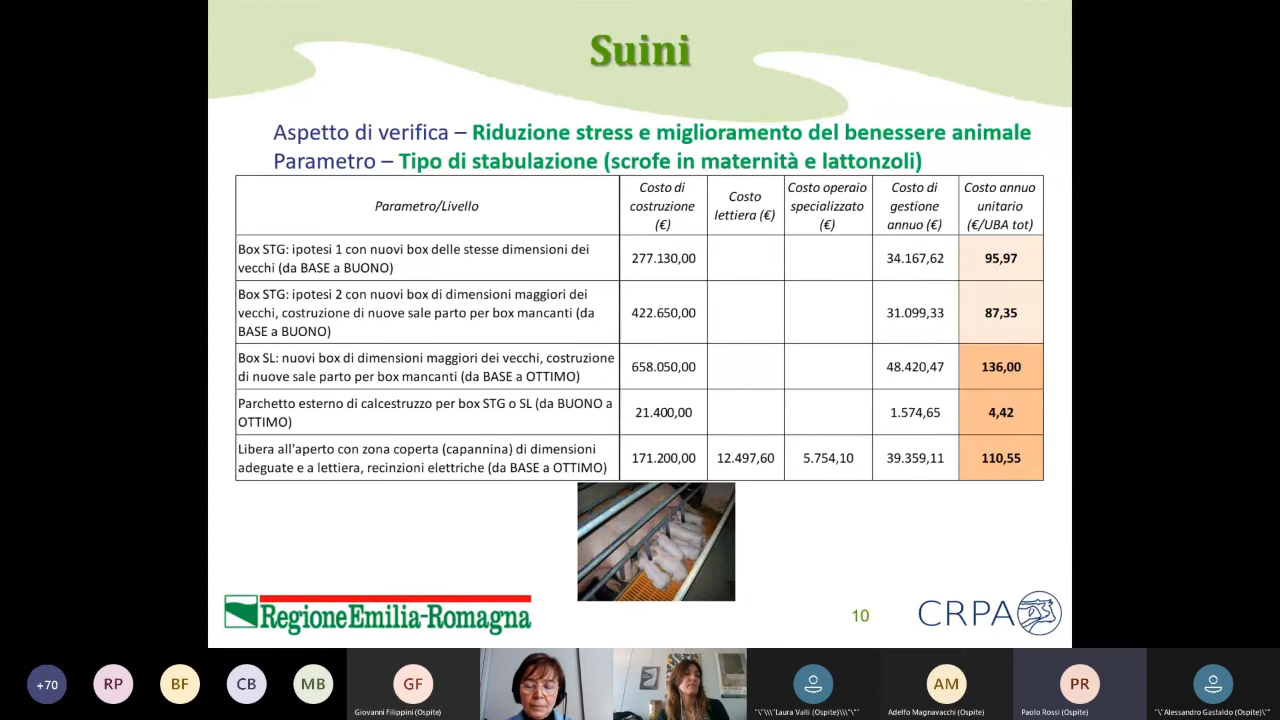 Suini
Aspetto di verifica – Riduzione stress e miglioramento del benessere animale
Parametro – Tipo di stabulazione (scrofe in maternità e lattonzoli)
Parametro/Livello
Costo di
costruzione
(€)
Costo
lettiera (€)
Costo operaio
specializzato
(€)
Costo di
gestione
annuo (€)
Costo annuo
unitario
(€/UBA tot)
Box STG: ipotesi 1 con nuovi box delle stesse dimensioni dei
vecchi (da BASE a BUONO)
277.130,00
34.167,62
95,97
Box STG: ipotesi 2 con nuovi box di dimensioni maggiori dei
vecchi, costruzione di nuove sale parto per box mancanti (da
BASE a BUONO)
422.650,00
31.099,33
87,35
Box SL: nuovi box di dimensioni maggiori dei vecchi, costruzione
di nuove sale parto per box mancanti (da BASE a OTTIMO)
658.050,00
48.420,47
136,00
Parchetto esterno di calcestruzzo per box STG o SL (da BUONO a
OTTIMO)
21.400,00
1.574,65
4,42
Libera all'aperto con zona coperta (capannina) di dimensioni
adeguate e a lettiera, recinzioni elettriche (da BASE a OTTIMO)
171.200,00
12.497,60
5.754,10
39.359,11
110,55
RegioneEmilia-Romagna
10
CRPA
+70
RP
BF
CB
MB
GF
AM
PR
Giovanni Filippini (Ospite)
"\"\\\"Laura Valli (Ospite)\\\"\""
Adelfo Magnavacchi (Ospite)
Paolo Rossi (Ospite)
"\"Alessandro Gastaldo (Ospite)\""